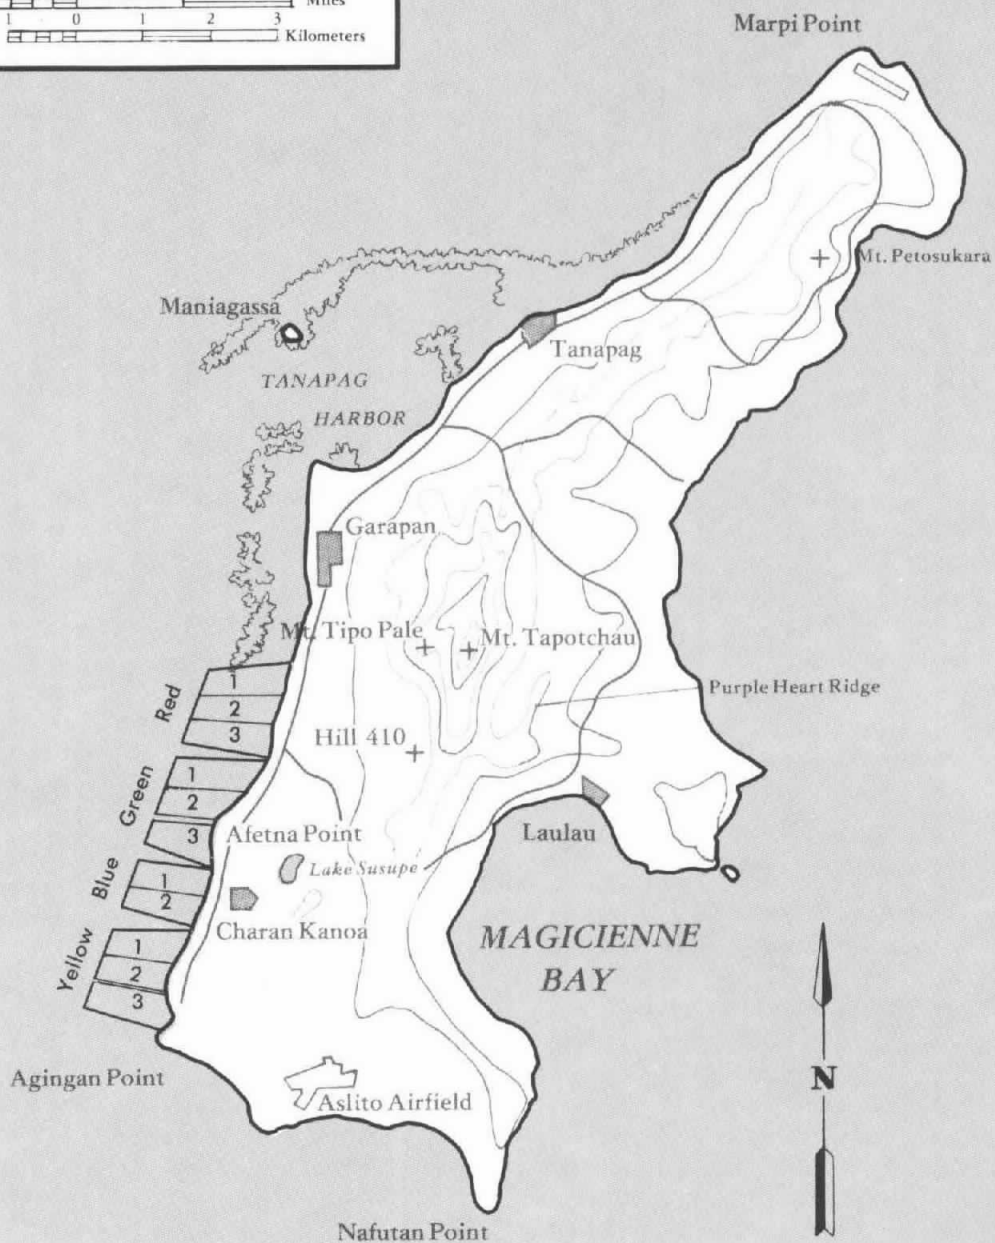 Miles
1 0 1 2 3
Kilometers
Marpi Point
Mt. Petosukara
Maniagassa
Tanapag
TANAPAG
HARBOR
Garapan
Mt. Tipo Pale
Mt. Tapotchau
Purple Heart Ridge
Red
1
2
3
Hill 410
Green
1
2
3
Afetna Point
Laulau
Lake Susupe
Blue
1
2
Charan Kanoa
MAGICIENNE
BAY
Yellow
1
2
3
Agingan Point
Aslito Airfield
N
Nafutan Point